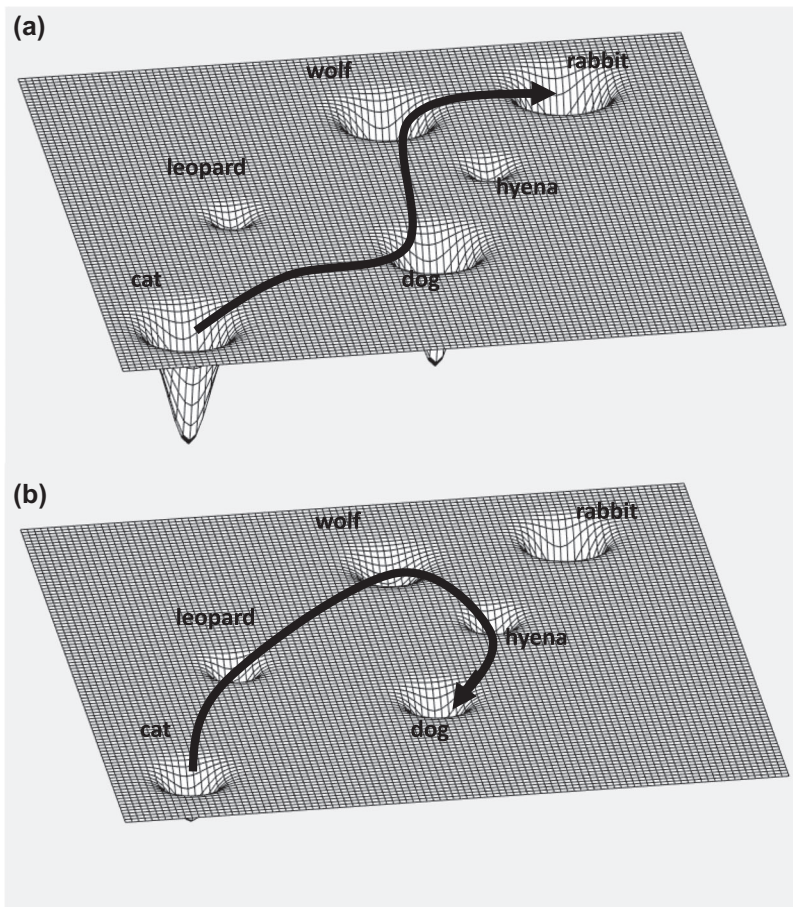 (a)
rabbit
wolf
leopard
hyena
cat
dog
(b)
rabbit
wolf
leopard
hyena
cat
dog